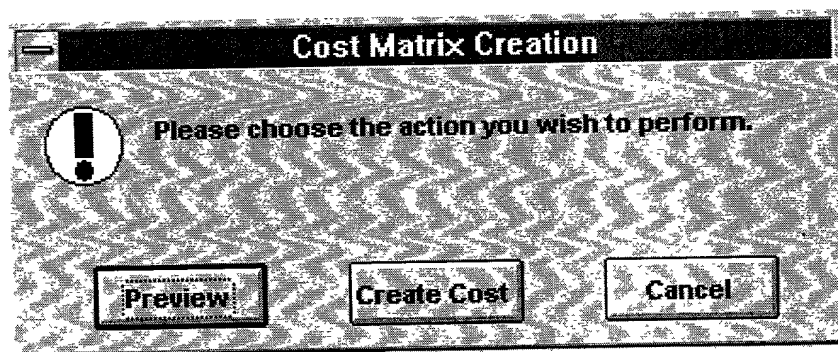 Cost Matrix Creation
Please choose the action you wish to perform.
Preview
Create Cost
Cancel